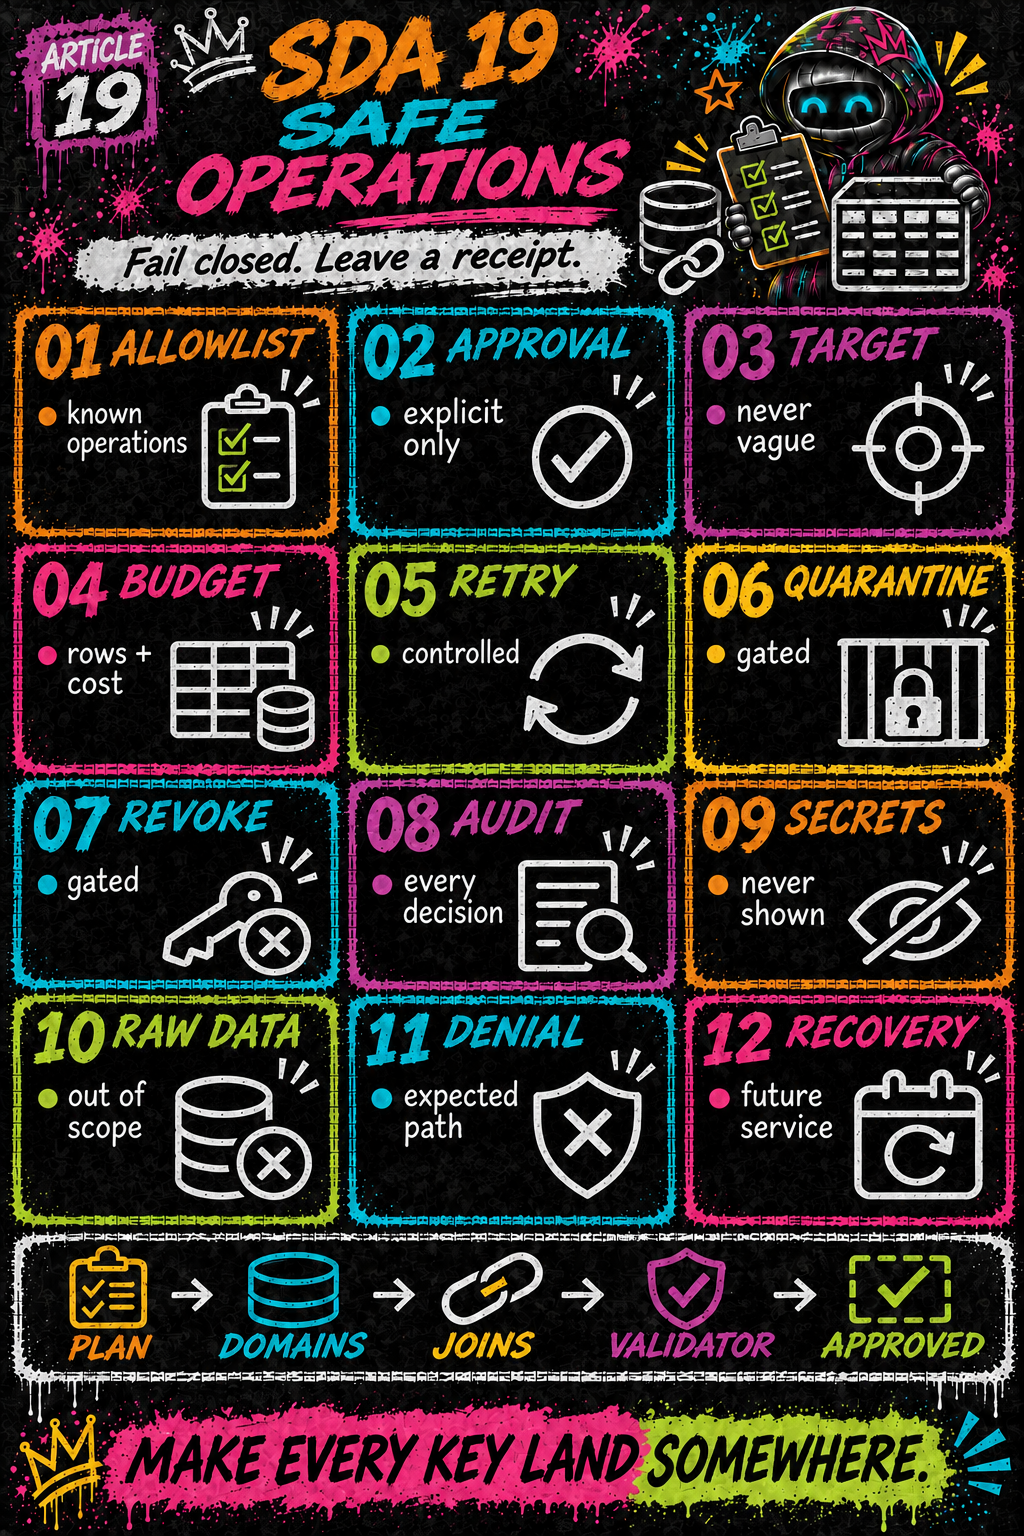 ARTICLE
19
SDA 19
SAFE
OPERATIONS
Fail closed. Leave a receipt.
01 ALLOWLIST
known
operations
02 APPROVAL
explicit
only
03 TARGET
never
vague
04 BUDGET
rows +
cost
05 RETRY
controlled
06 QUARANTINE
gated
07 REVOKE
gated
08 AUDIT
every
decision
09 SECRETS
never
shown
10 RAW DATA
out of
scope
11 DENIAL
expected
path
12 RECOVERY
future
service
PLAN
DOMAINS
JOINS
VALIDATOR
APPROVED
MAKE EVERY KEY LAND SOMEWHERE.